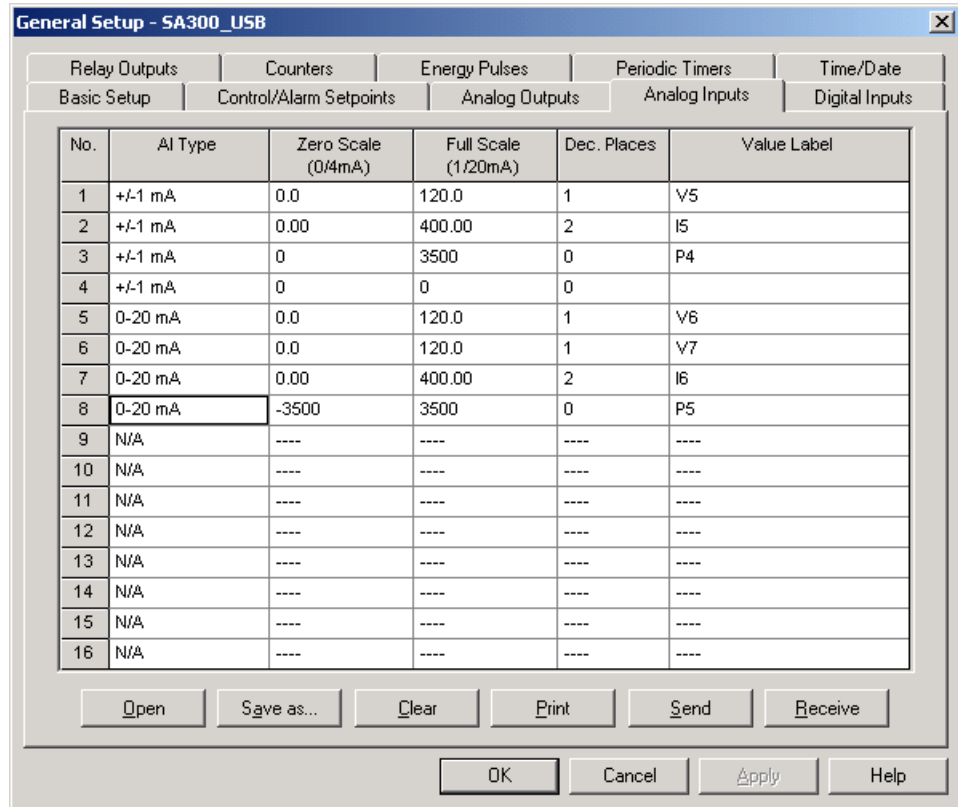 General Setup - SA300_USB
Relay Outputs Counters Energy Pulses Periodic Timers Time/Date
Basic Setup Control/Alarm Setpoints Analog Outputs Analog Inputs Digital Inputs
No. AI Type Zero Scale (0/4mA) Full Scale (1/20mA) Dec. Places Value Label
1 +/-1 mA 0.0 120.0 1 V5
2 +/-1 mA 0.00 400.00 2 I5
3 +/-1 mA 0 3500 0 P4
4 +/-1 mA 0 0 0
5 0-20 mA 0.0 120.0 1 V6
6 0-20 mA 0.0 120.0 1 V7
7 0-20 mA 0.00 400.00 2 I6
8 0-20 mA -3500 3500 0 P5
9 N/A ---- ---- ---- ----
10 N/A ---- ---- ---- ----
11 N/A ---- ---- ---- ----
12 N/A ---- ---- ---- ----
13 N/A ---- ---- ---- ----
14 N/A ---- ---- ---- ----
15 N/A ---- ---- ---- ----
16 N/A ---- ---- ---- ----
Open Save as... Clear Print Send Receive
OK Cancel Apply Help